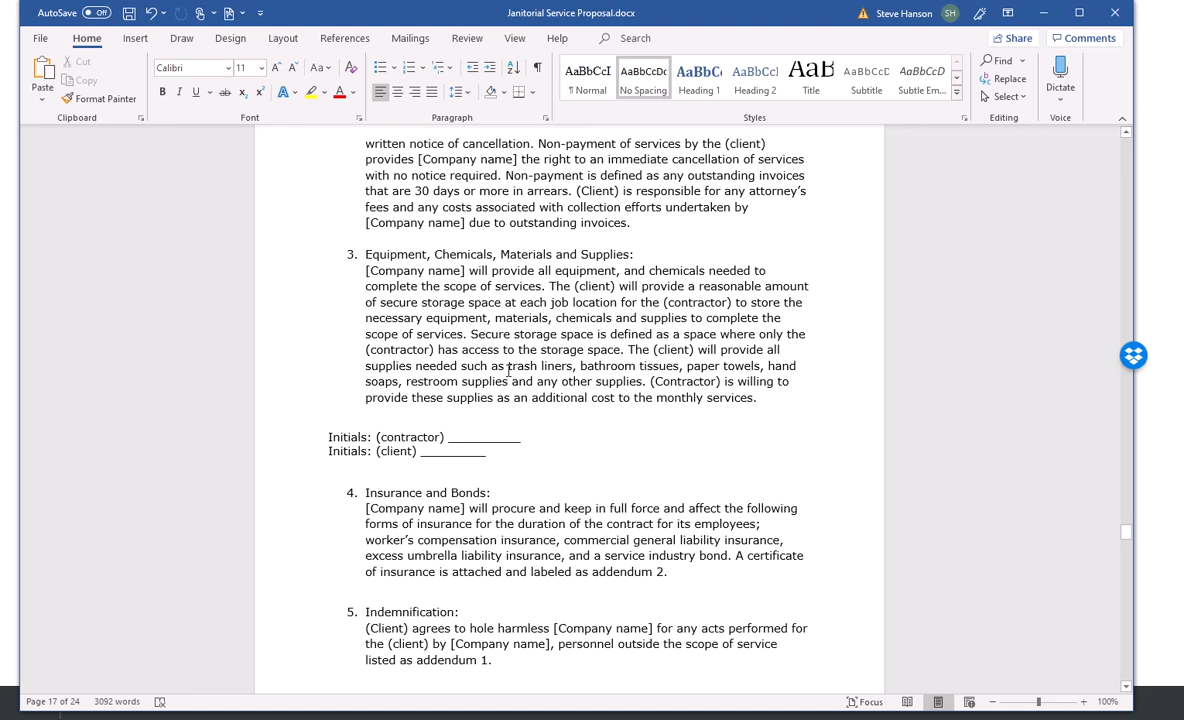 AutoSave Off
Janitorial Service Proposal.docx
Steve Hanson SH
File Home Insert Draw Design Layout References Mailings Review View Help Search
Share Comments
Paste
Cut
Copy
Format Painter
Clipboard
Calibri 11
Aa
B I U ab x₂ x² A A
Font
Paragraph
AaBbCcI AaBbCcDc AaBbC AaBbCcI AaB AaBbCcD AaBbCcD
¶ Normal No Spacing Heading 1 Heading 2 Title Subtitle Subtle Em...
Styles
Find
Replace
Select
Editing
Dictate
Voice
written notice of cancellation. Non-payment of services by the (client)
provides [Company name] the right to an immediate cancellation of services
with no notice required. Non-payment is defined as any outstanding invoices
that are 30 days or more in arrears. (Client) is responsible for any attorney's
fees and any costs associated with collection efforts undertaken by
[Company name] due to outstanding invoices.
3. Equipment, Chemicals, Materials and Supplies:
[Company name] will provide all equipment, and chemicals needed to
complete the scope of services. The (client) will provide a reasonable amount
of secure storage space at each job location for the (contractor) to store the
necessary equipment, materials, chemicals and supplies to complete the
scope of services. Secure storage space is defined as a space where only the
(contractor) has access to the storage space. The (client) will provide all
supplies needed such as trash liners, bathroom tissues, paper towels, hand
soaps, restroom supplies and any other supplies. (Contractor) is willing to
provide these supplies as an additional cost to the monthly services.
Initials: (contractor) ___________
Initials: (client) __________
4. Insurance and Bonds:
[Company name] will procure and keep in full force and affect the following
forms of insurance for the duration of the contract for its employees;
worker's compensation insurance, commercial general liability insurance,
excess umbrella liability insurance, and a service industry bond. A certificate
of insurance is attached and labeled as addendum 2.
5. Indemnification:
(Client) agrees to hole harmless [Company name] for any acts performed for
the (client) by [Company name], personnel outside the scope of service
listed as addendum 1.
Page 17 of 24 3092 words
Focus
100%